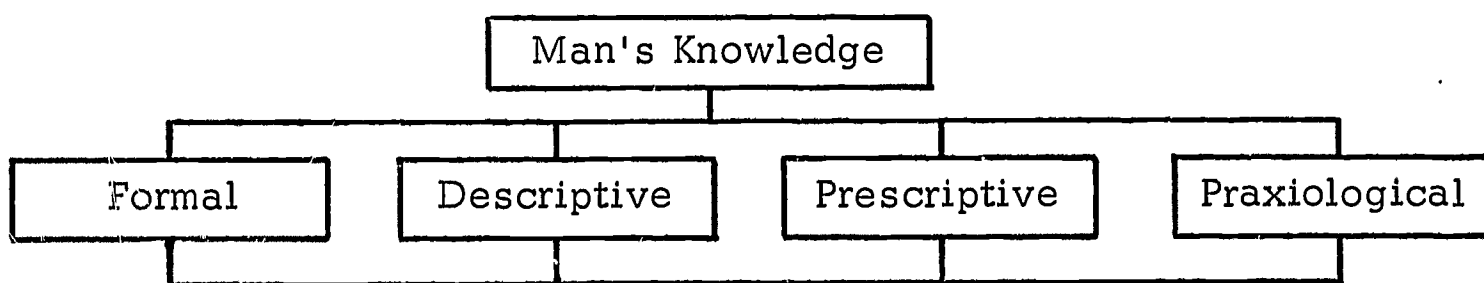 Man's Knowledge
Formal
Descriptive
Prescriptive
Praxiological